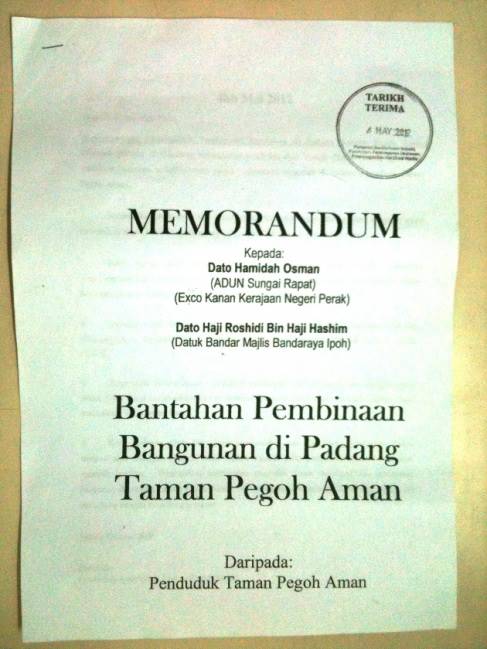 TARIKH
TERIMA
MAY 2012
MEMORANDUM
Kepada:
Dato Hamidah Osman
(ADUN Sungai Rapat)
(Exco Kanan Kerajaan Negeri Perak)
Dato Haji Roshidi Bin Haji Hashim
(Datuk Bandar Majlis Bandaraya Ipoh)
Bantahan Pembinaan
Bangunan di Padang
Taman Pegoh Aman
Daripada:
Penduduk Taman Pegoh Aman